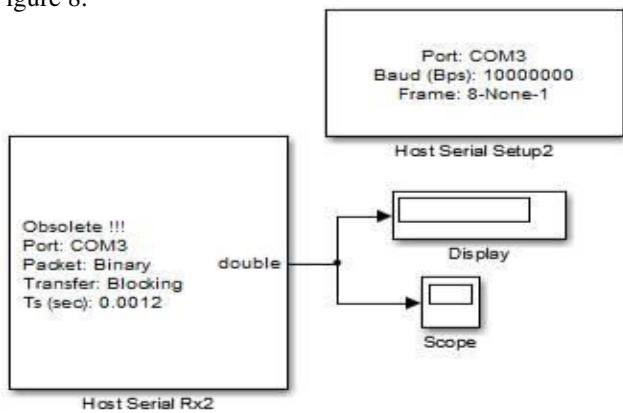 igure 8.
Port: COM3
Baud (Bps): 10000000
Frame: 8-None-1
Host Serial Setup2
Obsolete !!!
Port: COM3
Packet: Binary
Transfer: Blocking
Ts (sec): 0.0012
double
Host Serial Rx2
Display
Scope